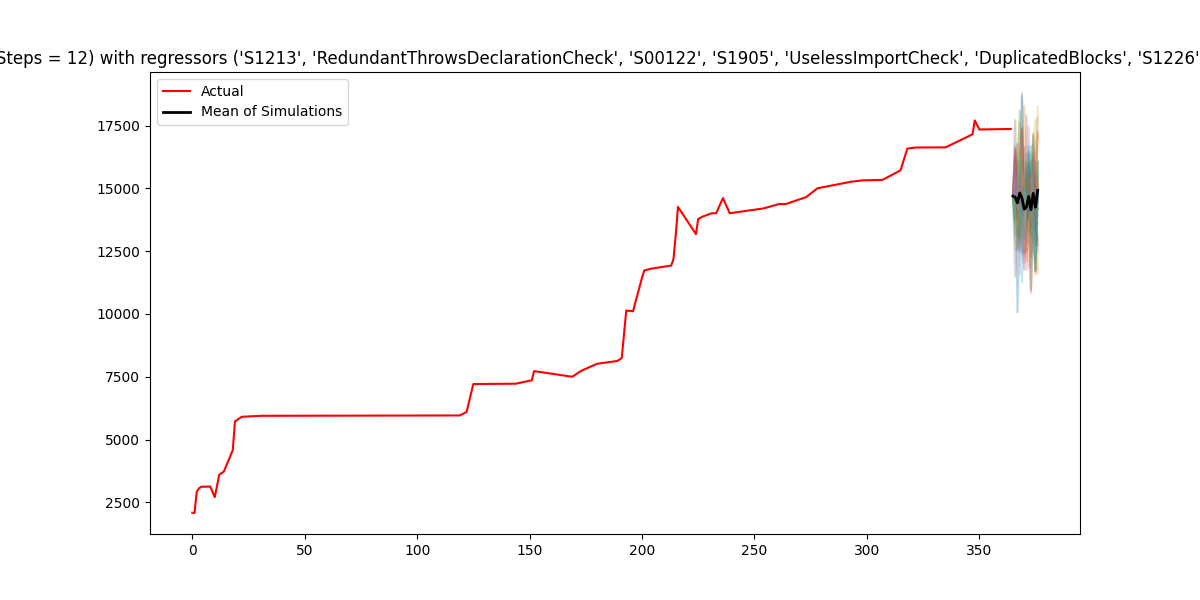 Steps = 12) with regressors ('S1213', 'RedundantThrowsDeclarationCheck', 'S00122', 'S1905', 'UselessImportCheck', 'DuplicatedBlocks', 'S1226'
Actual
Mean of Simulations
17500
15000
12500
10000
7500
5000
2500
0 50 100 150 200 250 300 350